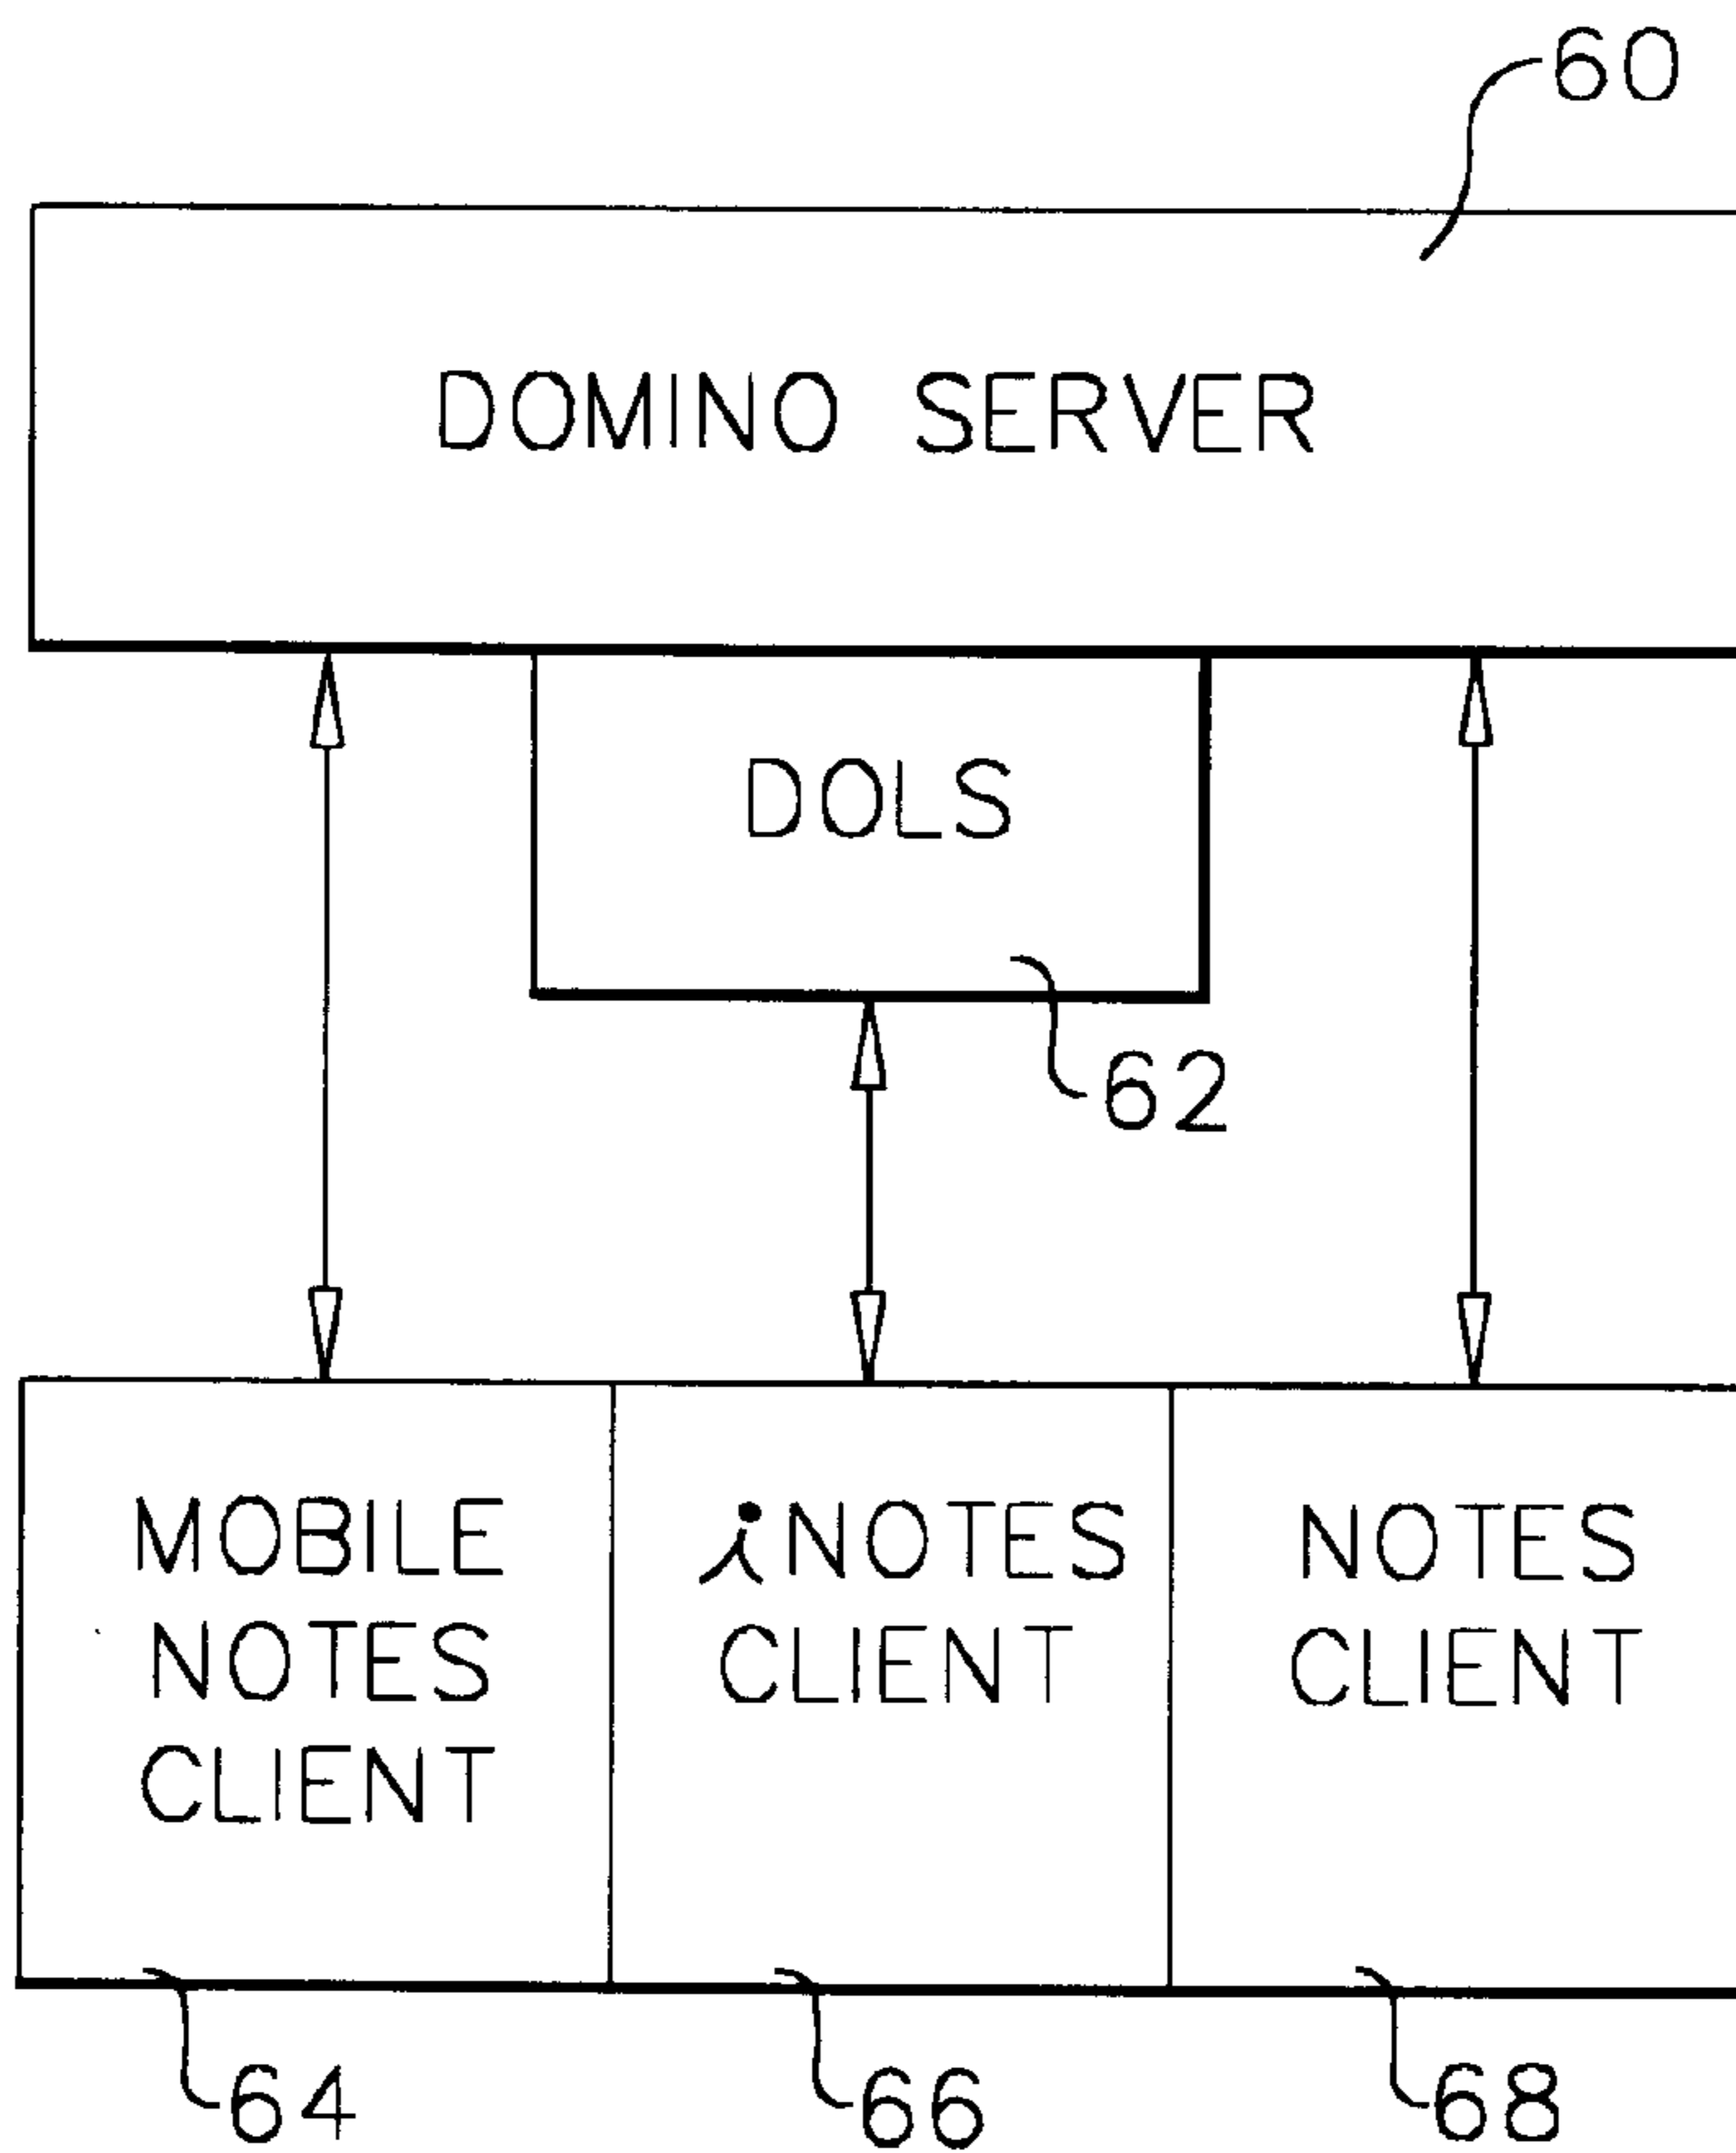 60
DOMINO SERVER
DOLS
62
MOBILE
NOTES
CLIENT
iNOTES
CLIENT
NOTES
CLIENT
64
66
68